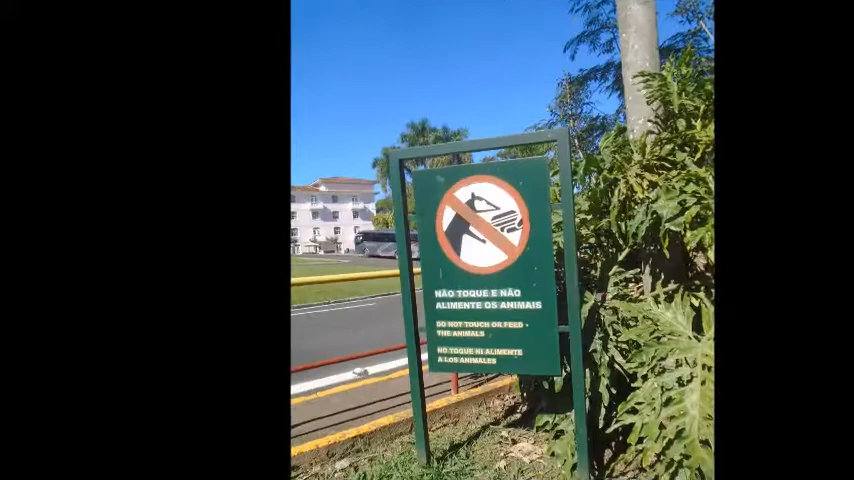 NÃO TOQUE E NÃO
ALIMENTE OS ANIMAIS
DO NOT TOUCH OR FEED
THE ANIMALS
NO TOQUE NI ALIMENTE
A LOS ANIMALES